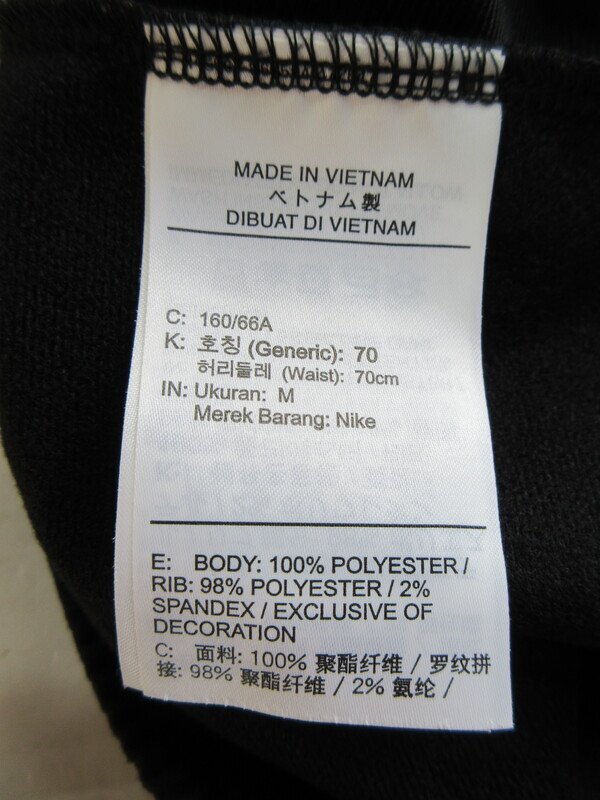 MADE IN VIETNAM
ベトナム製
DIBUAT DI VIETNAM
C: 160/66A
K: 호칭 (Generic): 70
허리둘레 (Waist): 70cm
IN: Ukuran: M
Merek Barang: Nike
E: BODY: 100% POLYESTER /
RIB: 98% POLYESTER / 2%
SPANDEX / EXCLUSIVE OF
DECORATION
C: 面料: 100% 聚酯纤维 / 罗纹拼
接: 98% 聚酯纤维 / 2% 氨纶 /